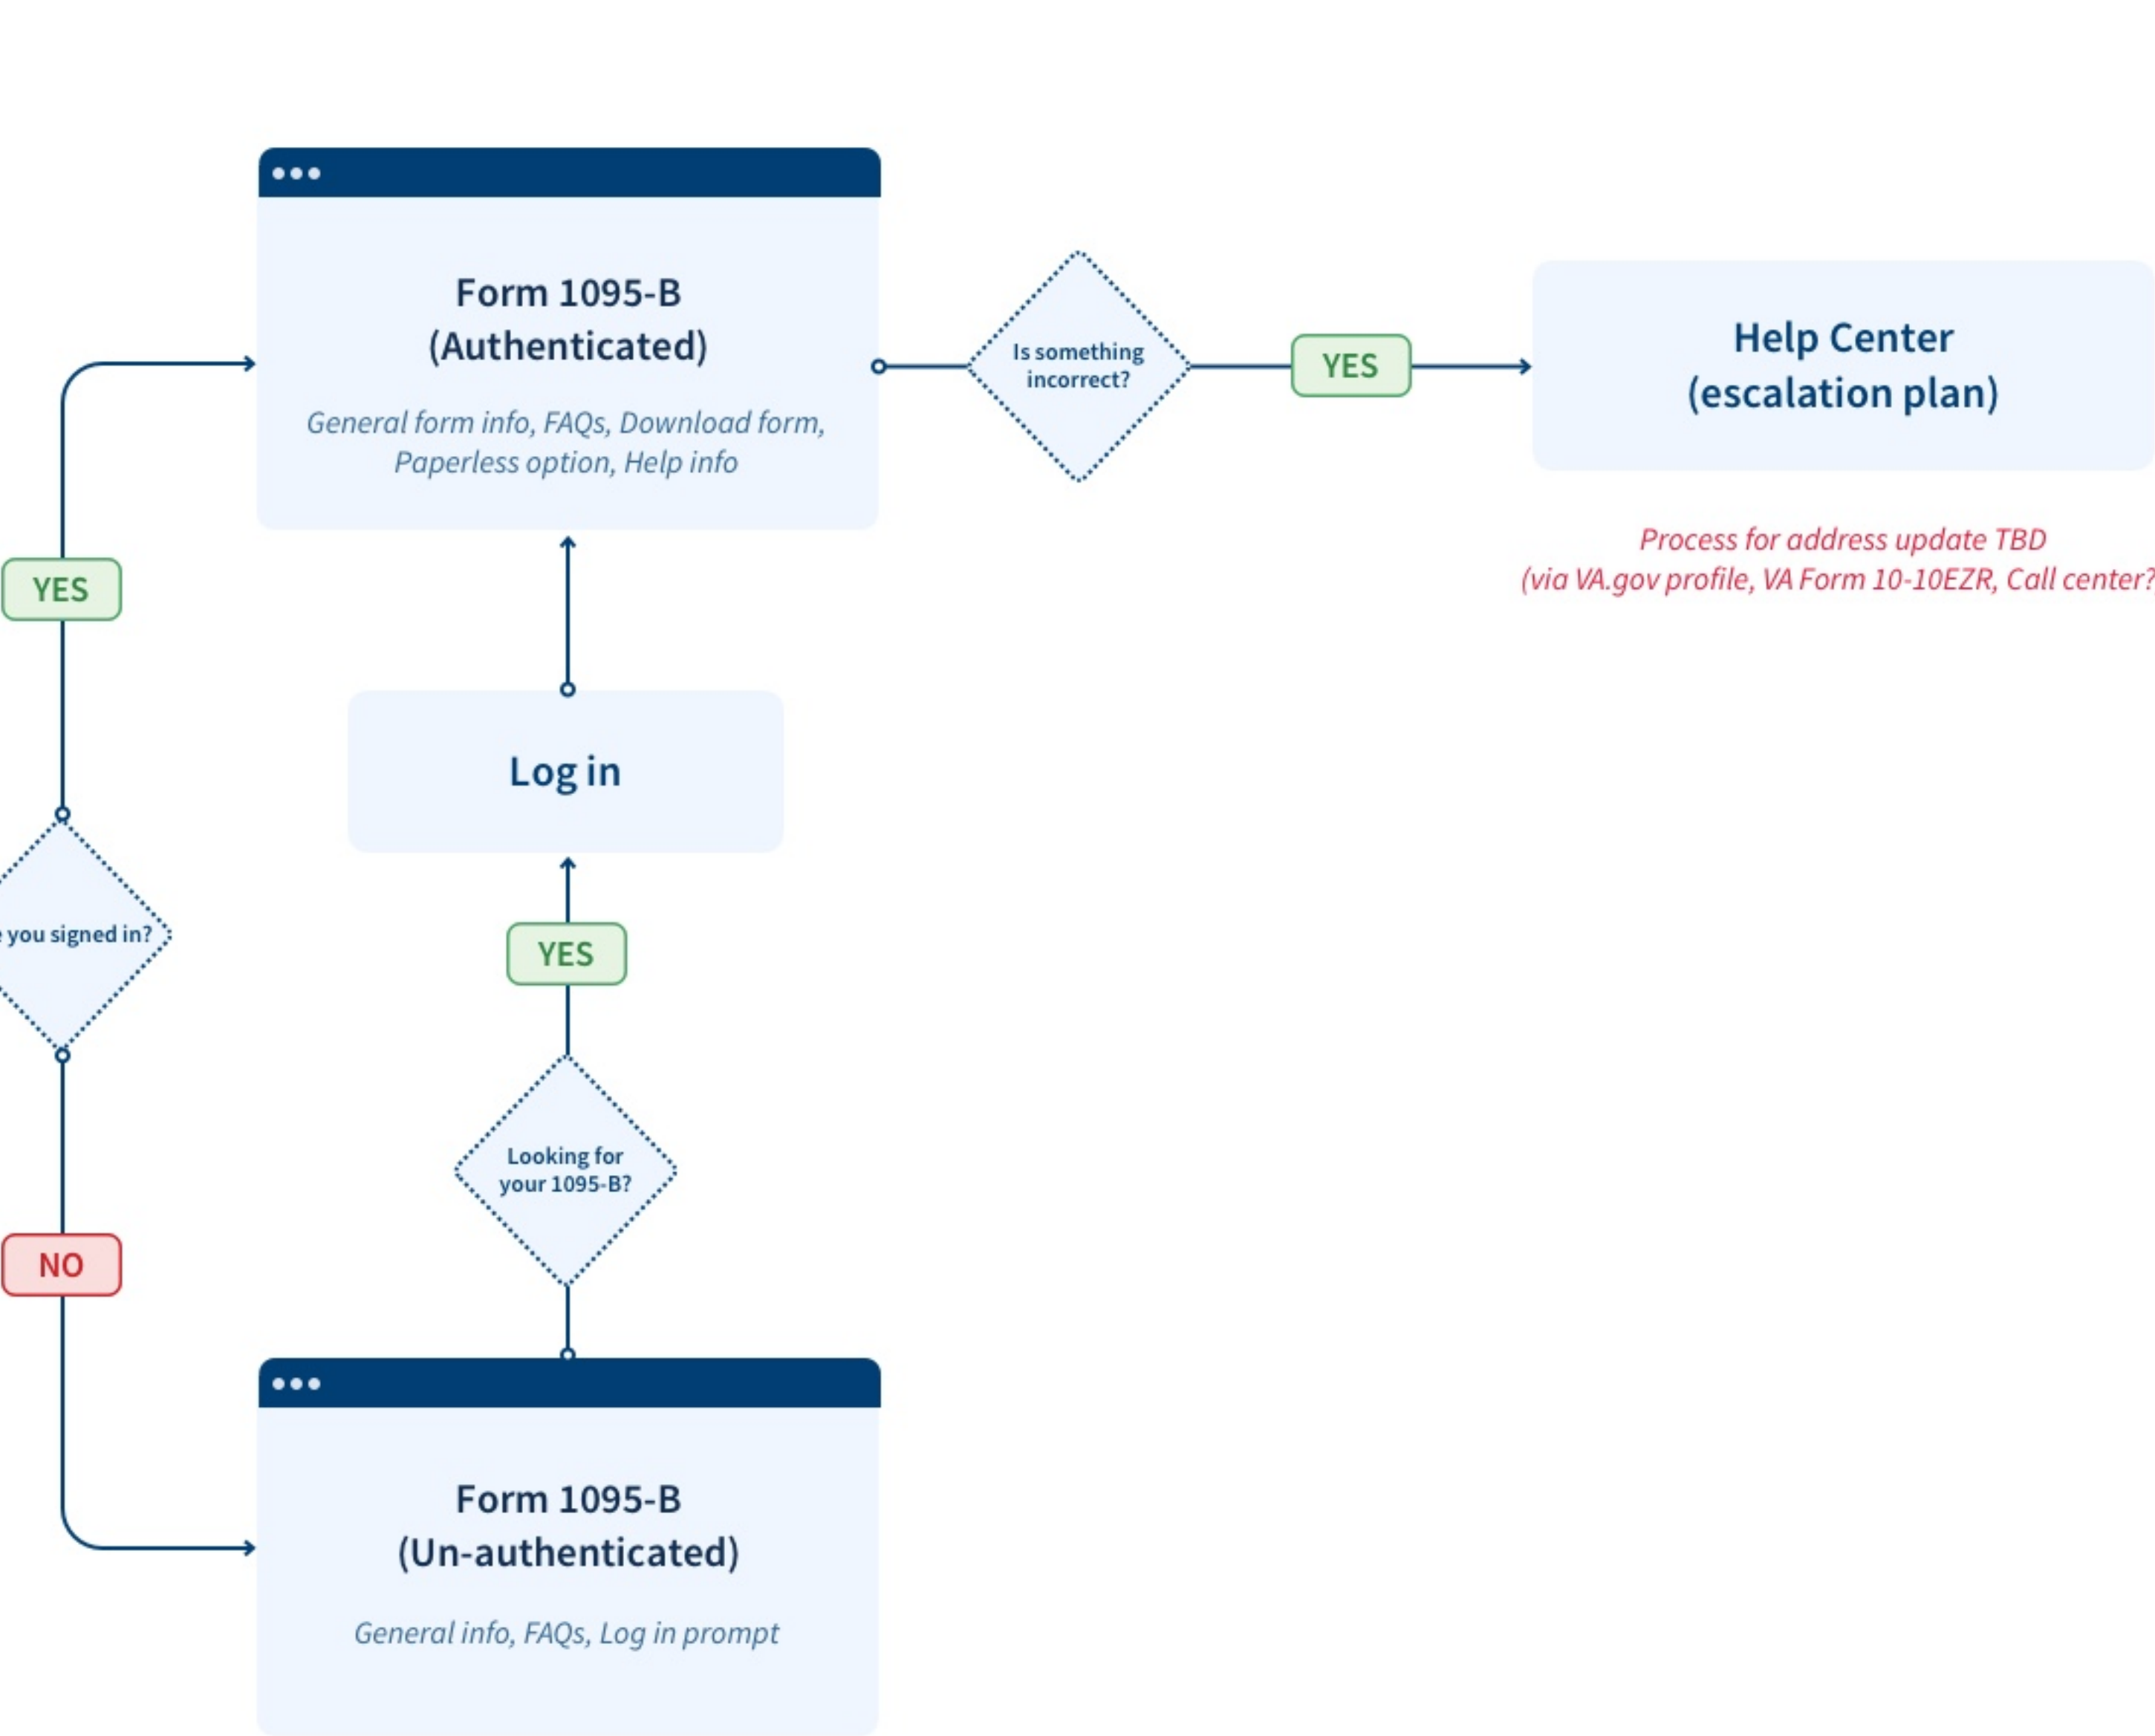 Form 1095-B
(Authenticated)
General form info, FAQs, Download form,
Paperless option, Help info
Is something
incorrect?
YES
Help Center
(escalation plan)
Process for address update TBD
(via VA.gov profile, VA Form 10-10EZR, Call center?
YES
Log in
you signed in?
YES
Looking for
your 1095-B?
NO
Form 1095-B
(Un-authenticated)
General info, FAQs, Log in prompt